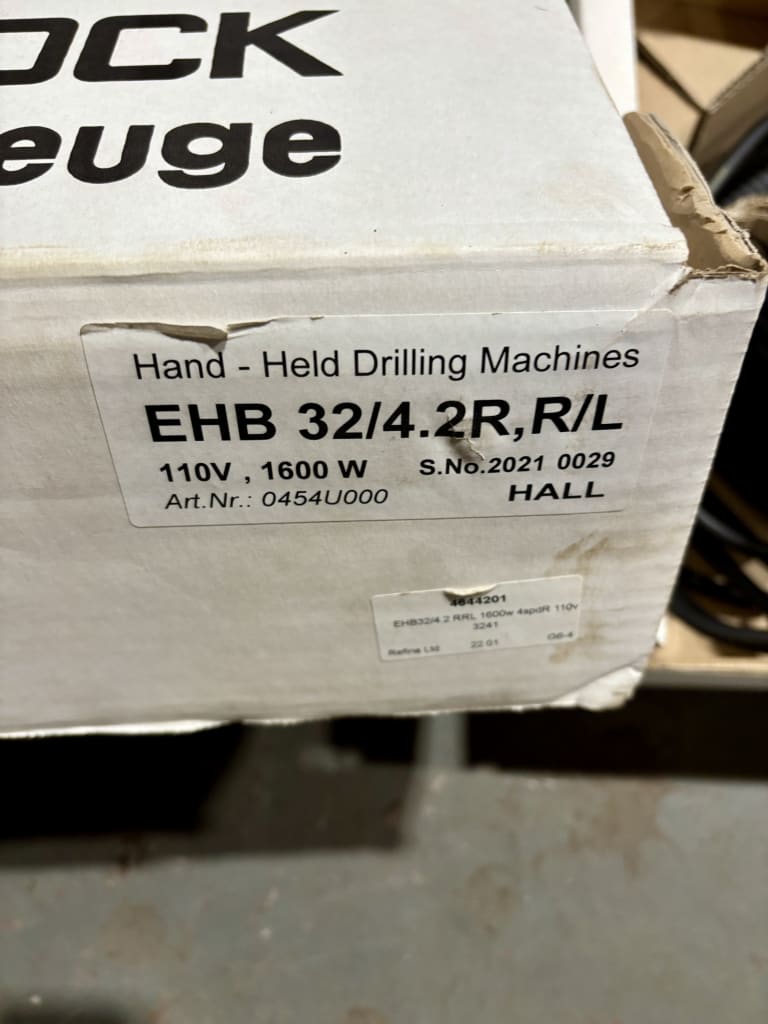 OCK
euge
Hand - Held Drilling Machines
EHB 32/4.2R,R/L
110V , 1600 W S.No.2021 0029
Art.Nr.: 0454U000 HALL
4644201
EHB32/4.2 RRL 1600w 4spdR 110v
3241
Refina Ltd 22 01 G6-4